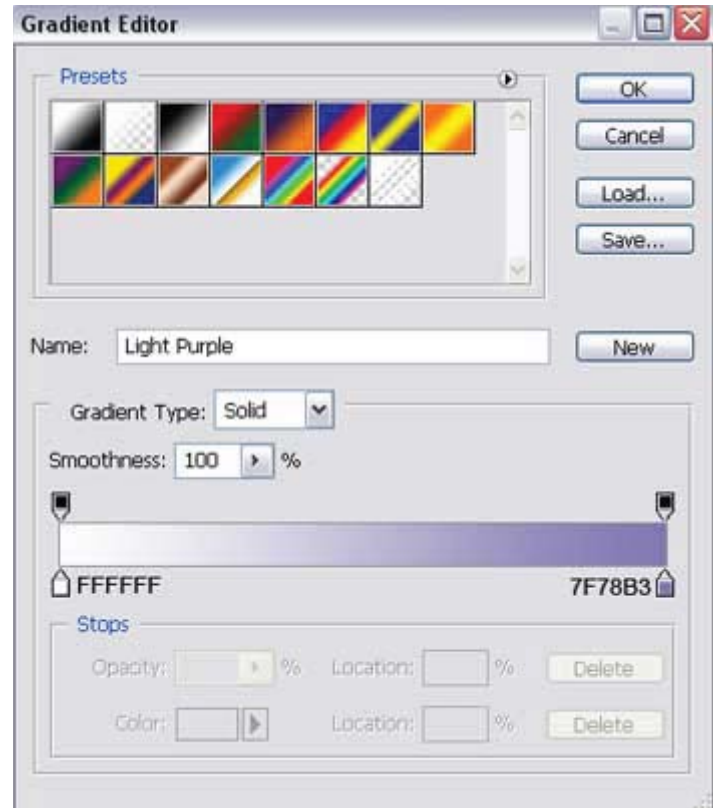 Gradient Editor
Presets
OK
Cancel
Load...
Save...
Name: Light Purple New
Gradient Type: Solid
Smoothness: 100 %
FFFFFF 7F78B3
Stops
Opacity: % Location: % Delete
Color: Location: % Delete